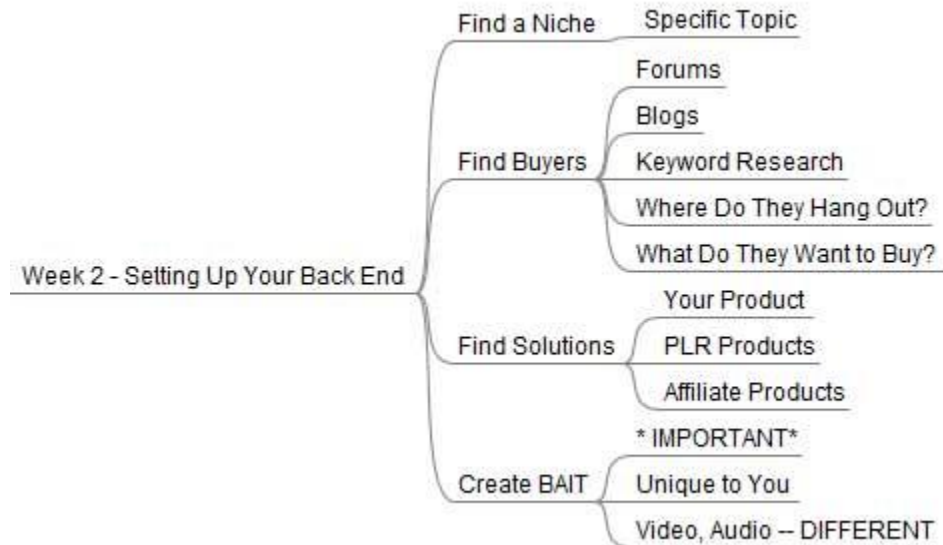 Week 2 - Setting Up Your Back End
Find a Niche
Specific Topic
Find Buyers
Forums
Blogs
Keyword Research
Where Do They Hang Out?
What Do They Want to Buy?
Find Solutions
Your Product
PLR Products
Affiliate Products
Create BAIT
* IMPORTANT*
Unique to You
Video, Audio -- DIFFERENT